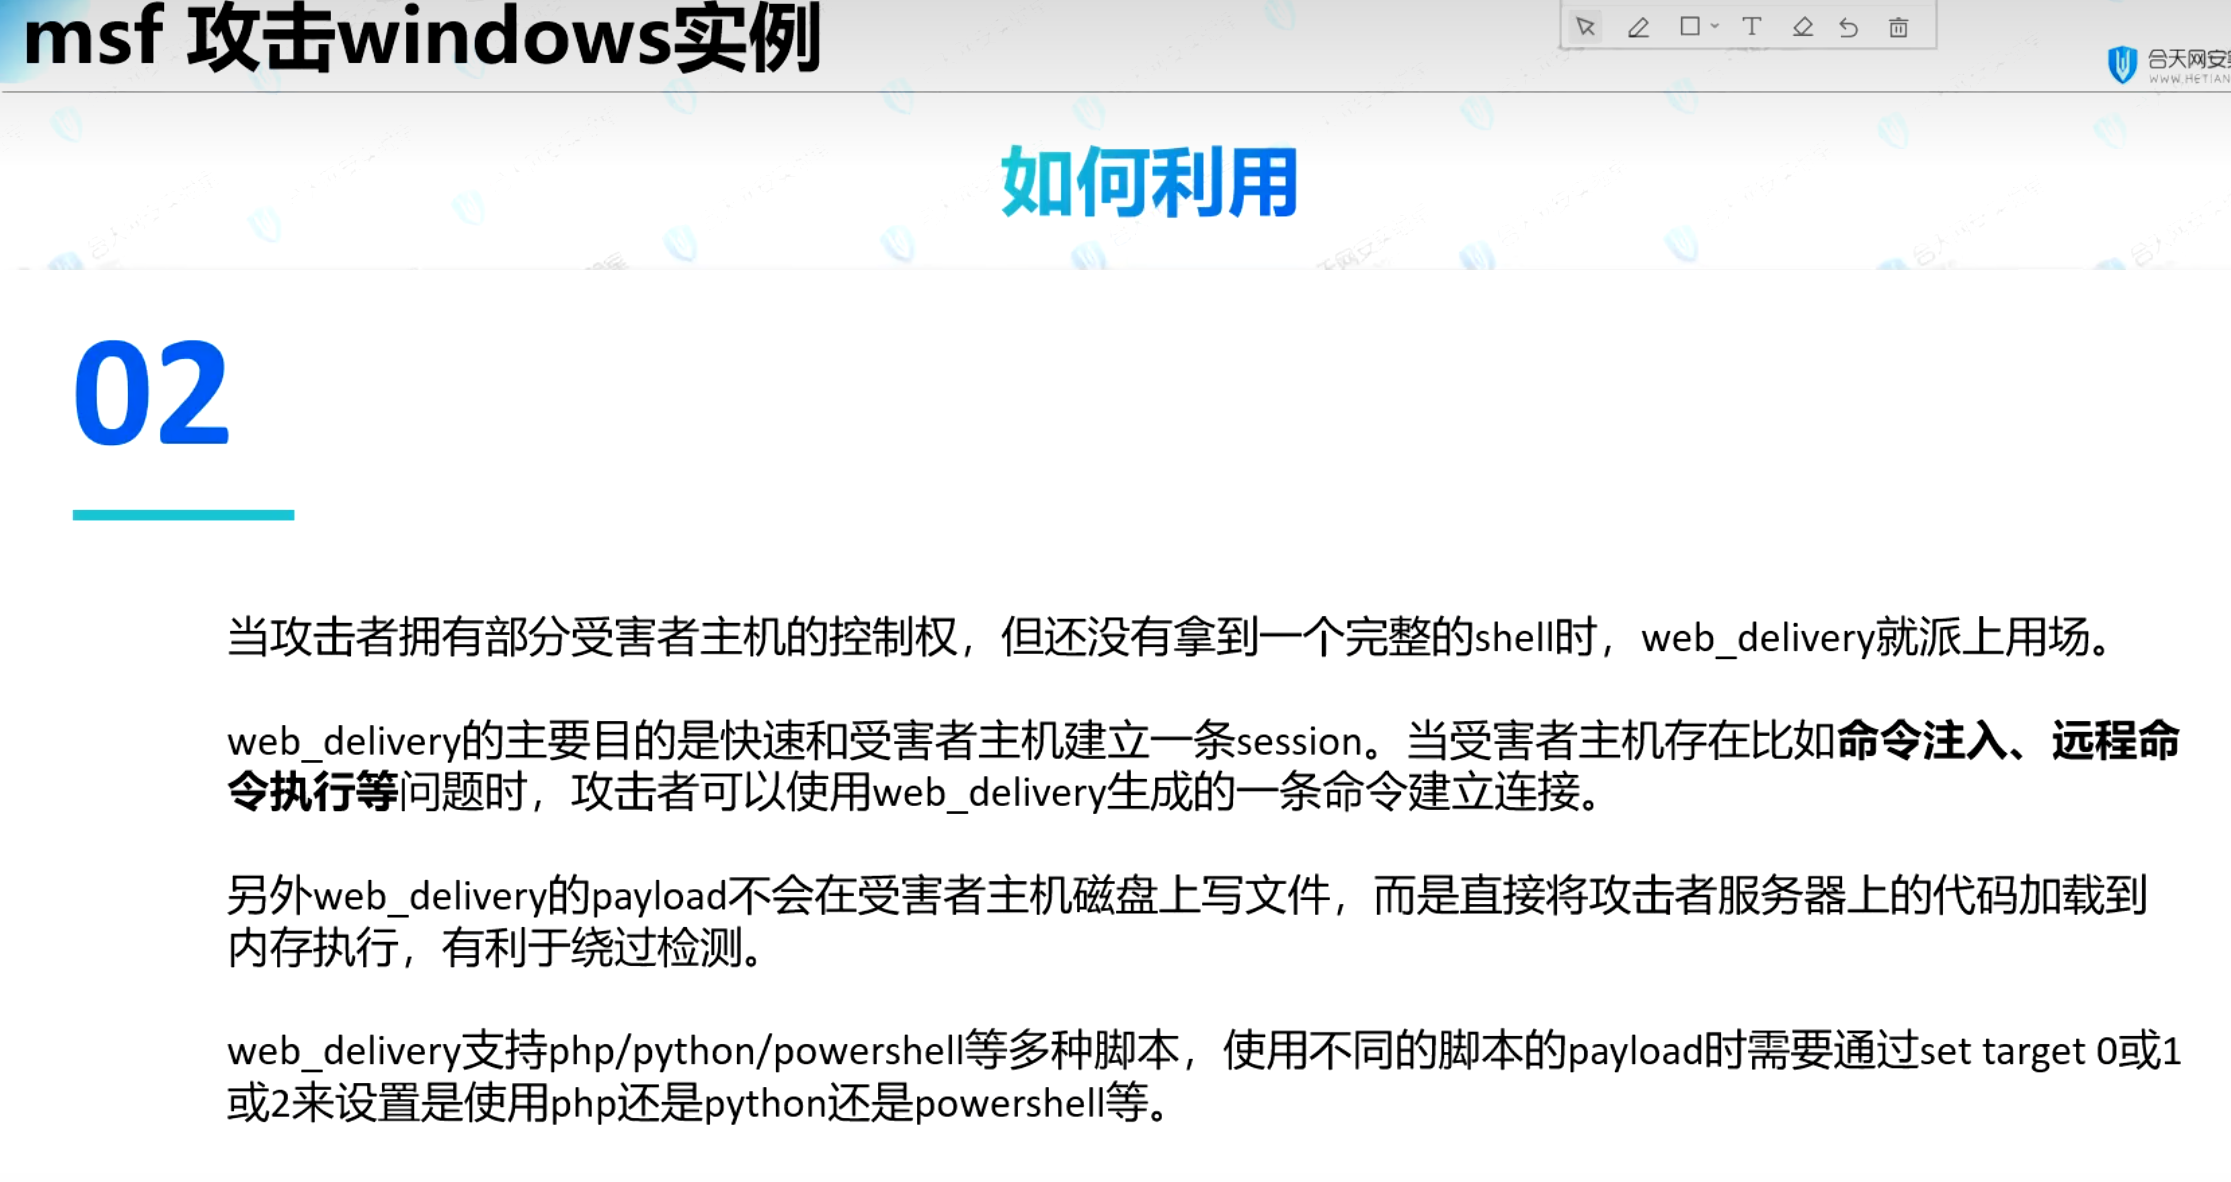 msf 攻击windows实例
T
合天网安
WWW.HETIAN
如何利用
02
当攻击者拥有部分受害者主机的控制权，但还没有拿到一个完整的shell时，web_delivery就派上用场。
web_delivery的主要目的是快速和受害者主机建立一条session。当受害者主机存在比如命令注入、远程命
令执行等问题时，攻击者可以使用web_delivery生成的一条命令建立连接。
另外web_delivery的payload不会在受害者主机磁盘上写文件，而是直接将攻击者服务器上的代码加载到
内存执行，有利于绕过检测。
web_delivery支持php/python/powershell等多种脚本，使用不同的脚本的payload时需要通过set target 0或1
或2来设置是使用php还是python还是powershell等。